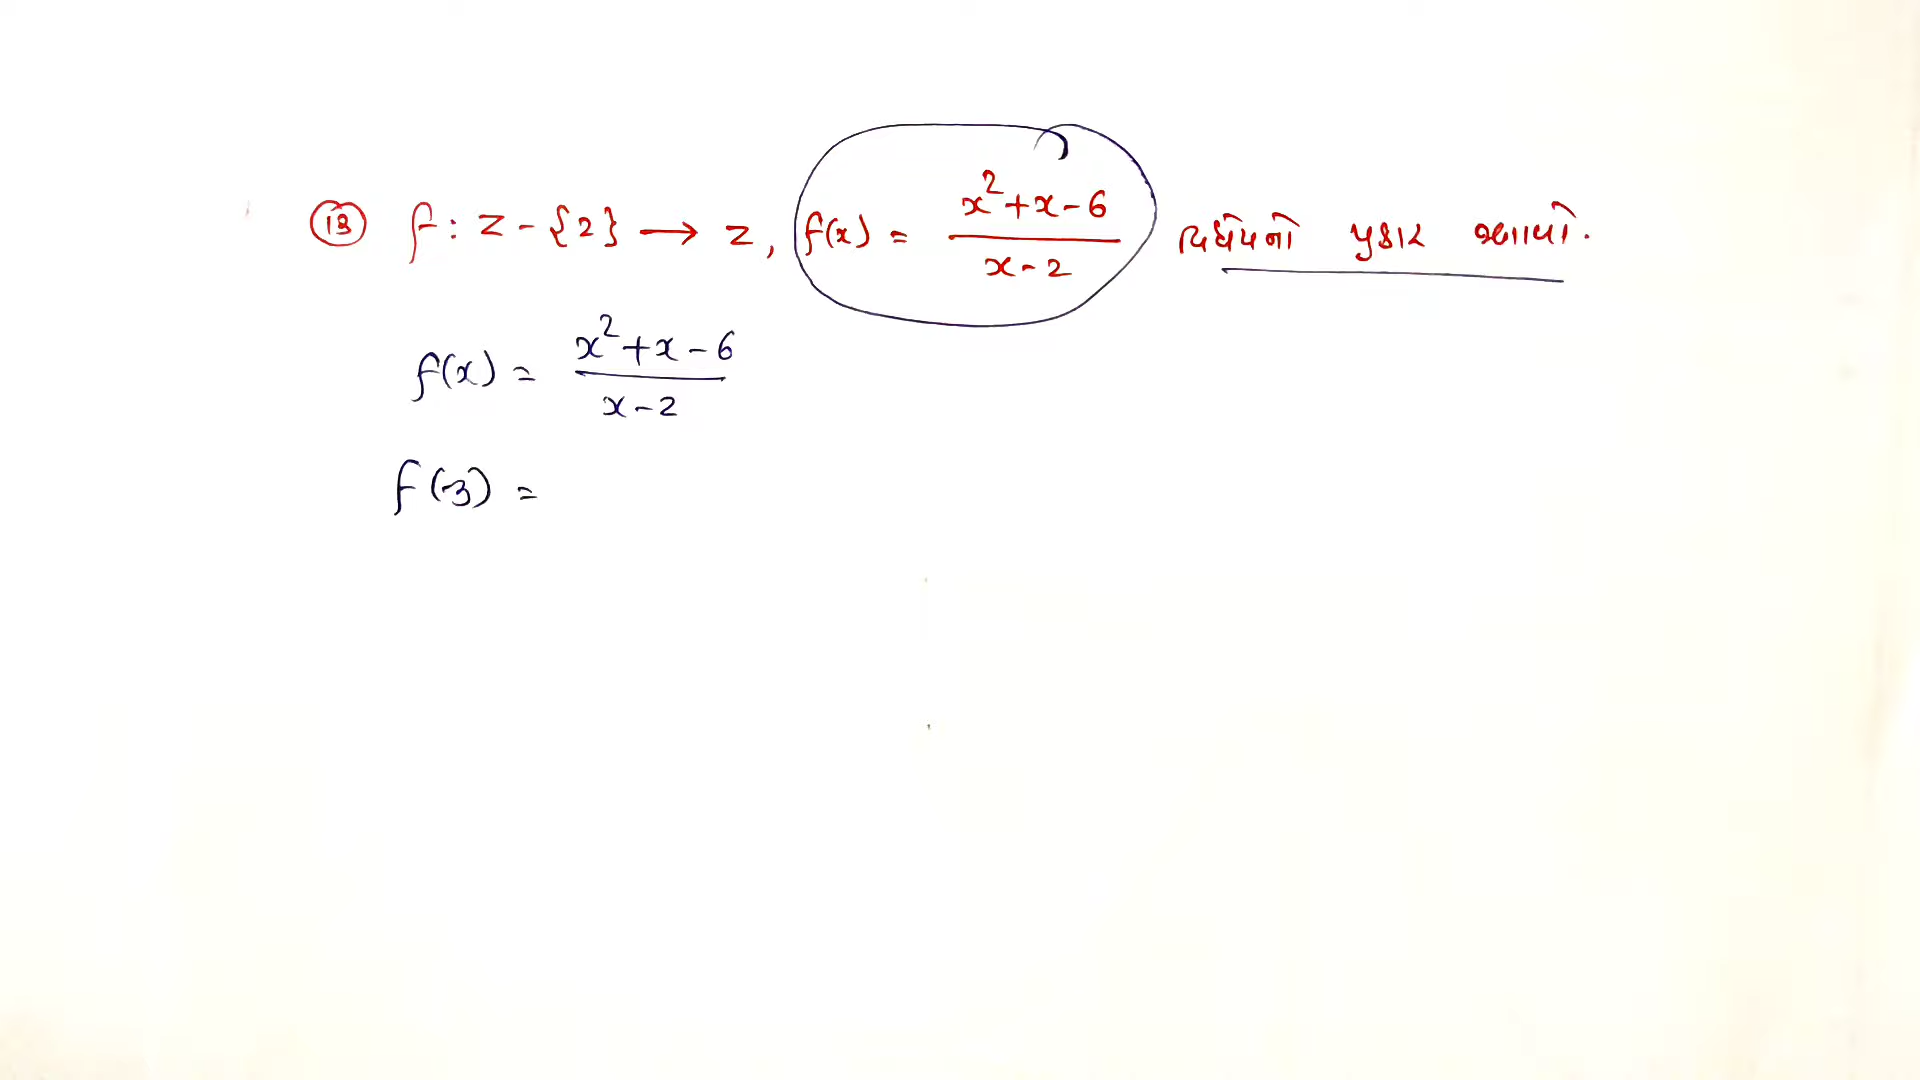 (13) f : Z - {2} → Z, f(x) = (x² + x - 6)/(x - 2) વિધેયનો પ્રકાર જણાવો.
f(x) = (x² + x - 6)/(x - 2)
f(-3) =